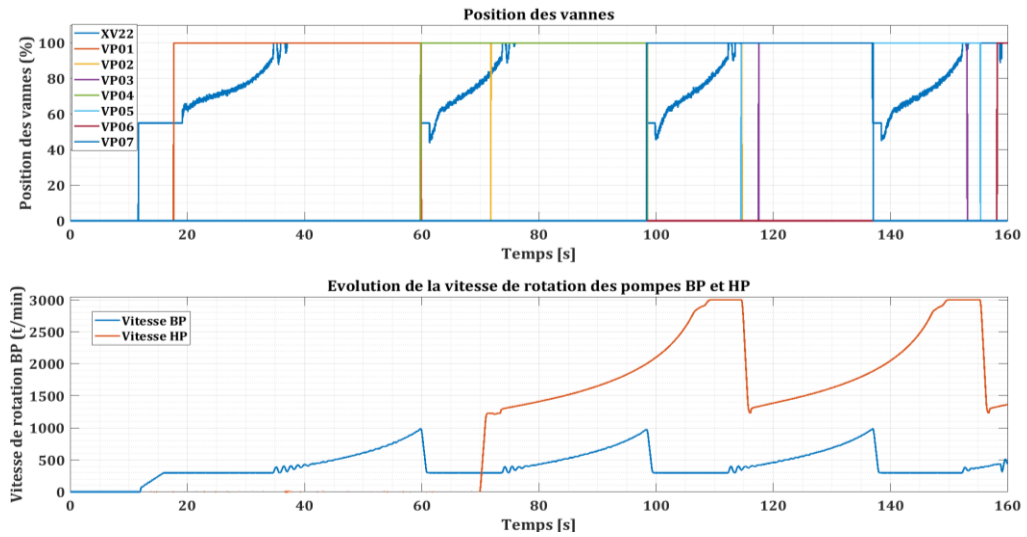 Position des vannes
Position des vannes (%)
100
80
60
40
20
0
XV22
VP01
VP02
VP03
VP04
VP05
VP06
VP07
0 20 40 60 80 100 120 140 160
Temps [s]
Evolution de la vitesse de rotation des pompes BP et HP
Vitesse de rotation BP (t/min)
3000
2500
2000
1500
1000
500
0
Vitesse BP
Vitesse HP
0 20 40 60 80 100 120 140 160
Temps [s]